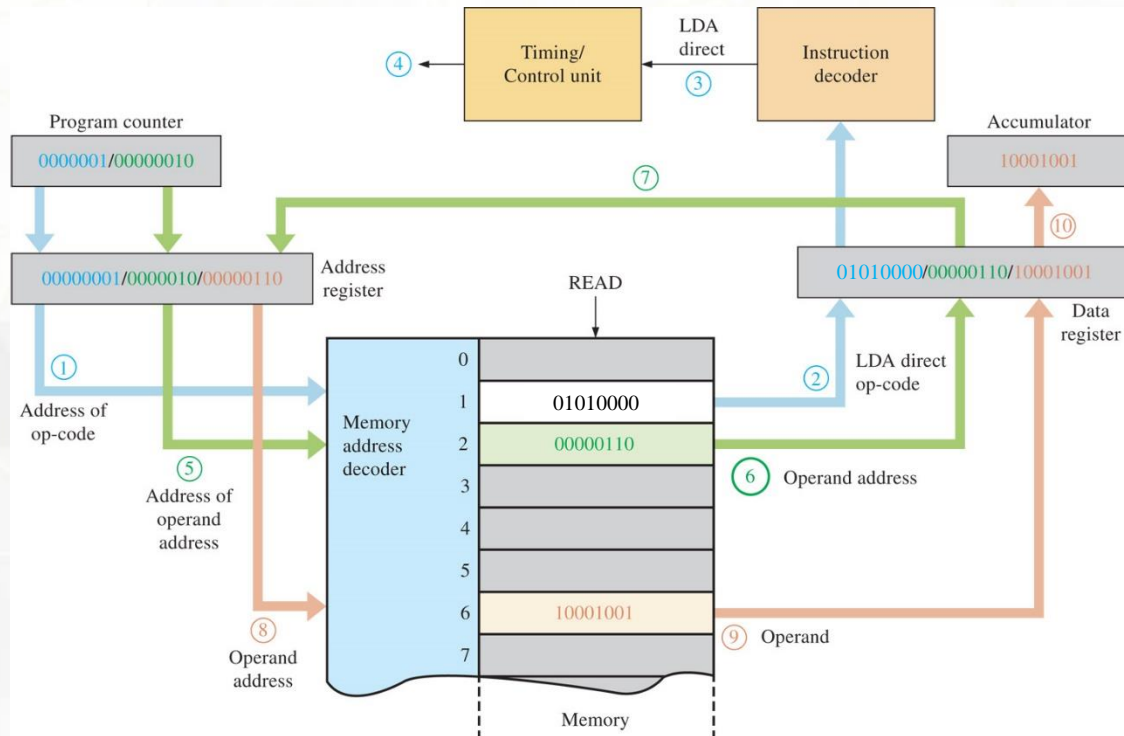 LDA
direct
Timing/
Control unit
Instruction
decoder
④
③
Program counter
0000001/00000010
Accumulator
10001001
⑦
⑩
00000001/0000010/00000110
Address
register
01010000/00000110/10001001
Data
register
READ
①
Address of
op-code
②
LDA direct
op-code
Memory
address
decoder
0
1
01010000
2
00000110
3
4
5
6
10001001
7
⑤
Address of
operand
address
⑥
Operand address
⑧
Operand
address
⑨
Operand
Memory